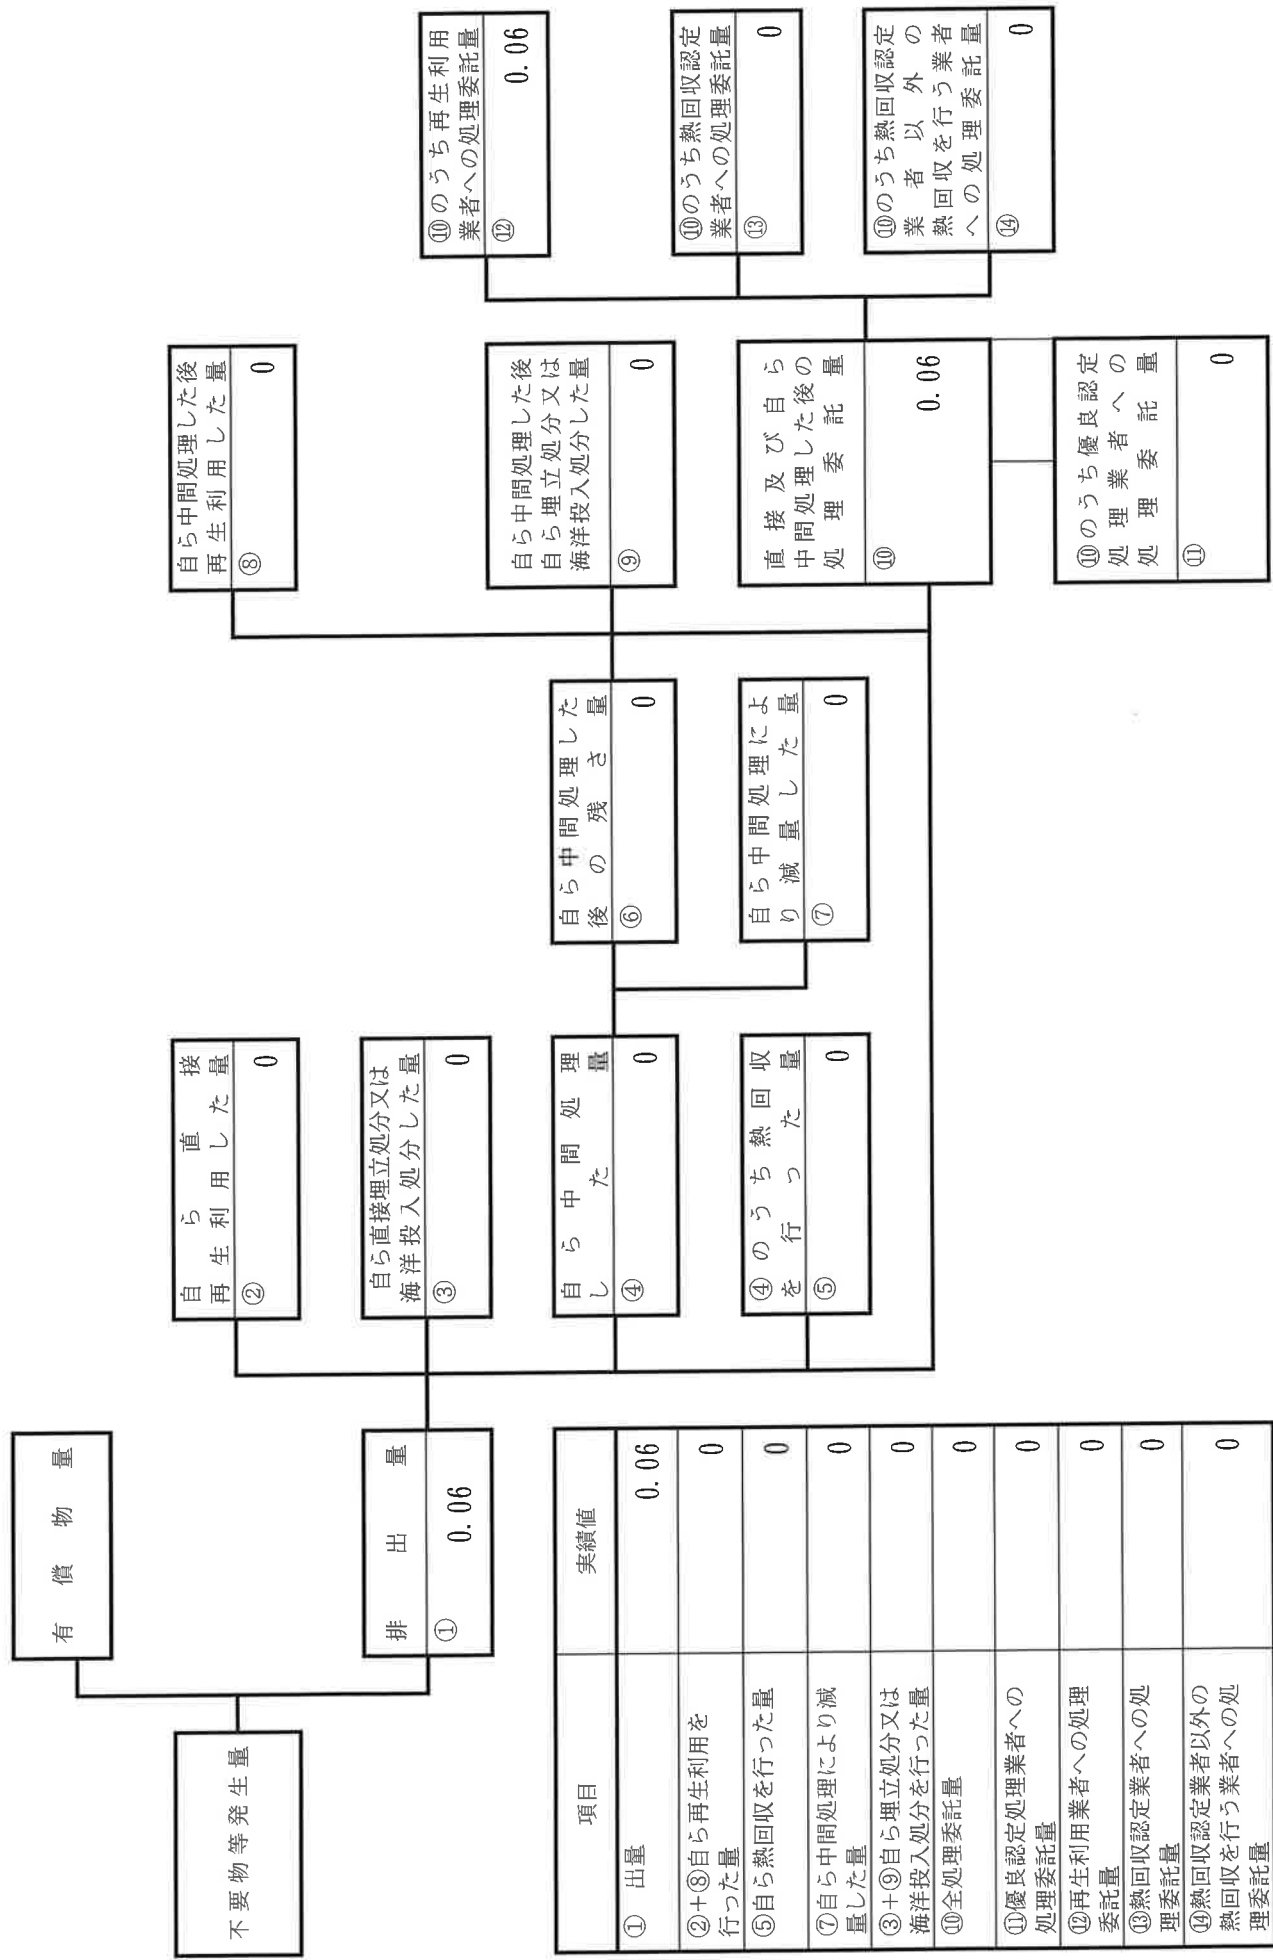 不要物等発生量
有償物量
排出量
① 0.06
自ら直接
再生利用した量
② 0
自ら直接埋立処分又は
海洋投入処分した量
③ 0
自ら中間処理
した量
④ 0
④のうち熱回収
を行った量
⑤ 0
自ら中間処理した
後の残さ量
⑥ 0
自ら中間処理によ
り減量した量
⑦ 0
自ら中間処理した後
再生利用した量
⑧ 0
自ら中間処理した後
自ら埋立処分又は
海洋投入処分した量
⑨ 0
直接及び自ら
中間処理した後の
処理委託量
⑩ 0.06
⑩のうち優良認定
処理業者への
処理委託量
⑪ 0
⑩のうち再生利用
業者への処理委託量
⑫ 0.06
⑩のうち熱回収認定
業者への処理委託量
⑬ 0
⑩のうち熱回収認定
業者以外の
熱回収を行う業者
への処理委託量
⑭ 0
項目 実績値
① 出量 0.06
②+⑧自ら再生利用を
行った量 0
⑤自ら熱回収を行った量 0
⑦自ら中間処理により減
量した量 0
③+⑨自ら埋立処分又は
海洋投入処分を行った量 0
⑩全処理委託量 0
⑪優良認定処理業者への
処理委託量 0
⑫再生利用業者への処理
委託量 0
⑬熱回収認定業者への処
理委託量 0
⑭熱回収認定業者以外の
熱回収を行う業者への処
理委託量 0